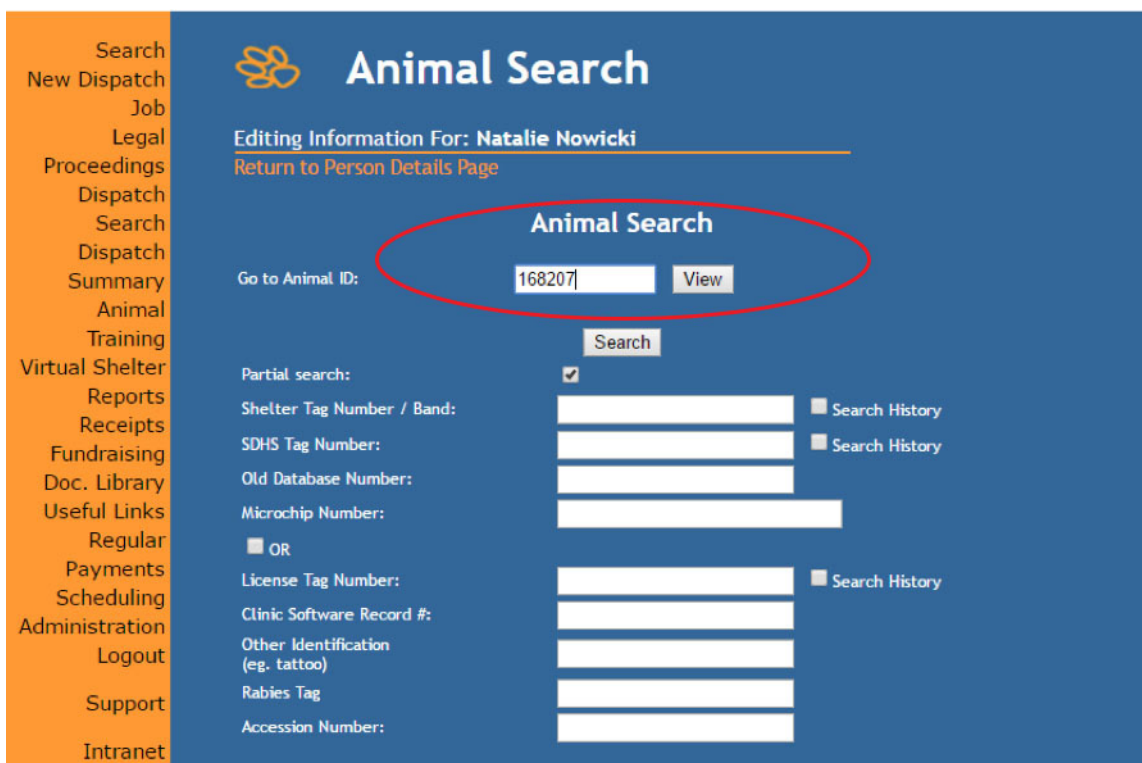 Search
New Dispatch
Job
Legal
Proceedings
Dispatch
Search
Dispatch
Summary
Animal
Training
Virtual Shelter
Reports
Receipts
Fundraising
Doc. Library
Useful Links
Regular
Payments
Scheduling
Administration
Logout
Support
Intranet
Animal Search
Editing Information For: Natalie Nowicki
Return to Person Details Page
Animal Search
Go to Animal ID: 168207 View
Search
Partial search:
Shelter Tag Number / Band: Search History
SDHS Tag Number: Search History
Old Database Number:
Microchip Number:
OR
License Tag Number: Search History
Clinic Software Record #:
Other Identification
(eg. tattoo)
Rabies Tag
Accession Number: